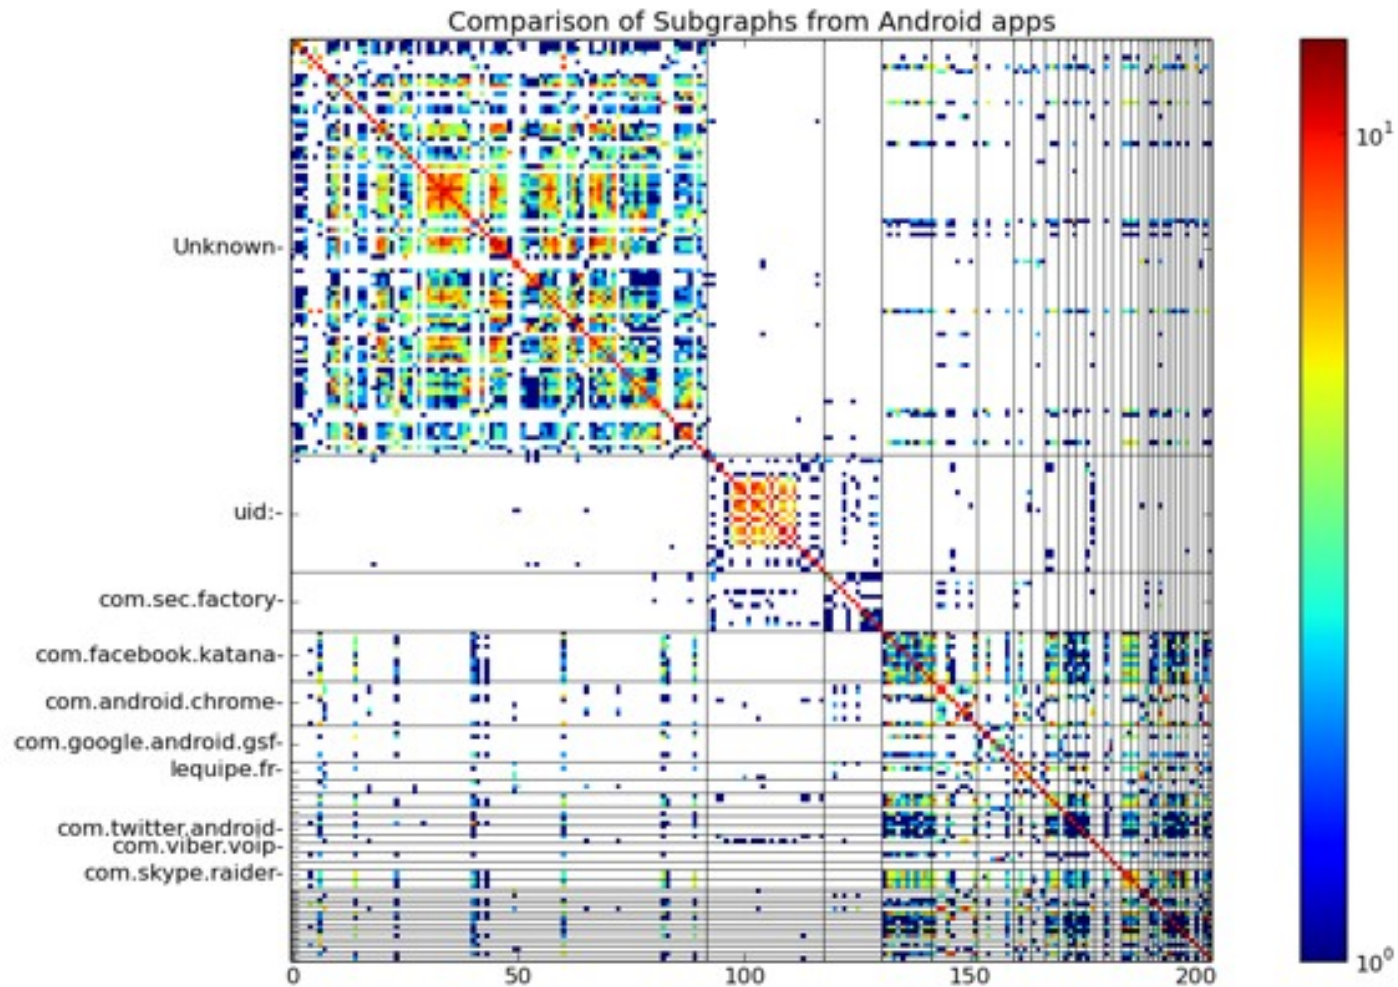 Comparison of Subgraphs from Android apps
10¹
Unknown-
uid:-
com.sec.factory-
com.facebook.katana-
com.android.chrome-
com.google.android.gsf-
lequipe.fr-
com.twitter.android-
com.viber.voip-
com.skype.raider-
10⁰
0 50 100 150 200